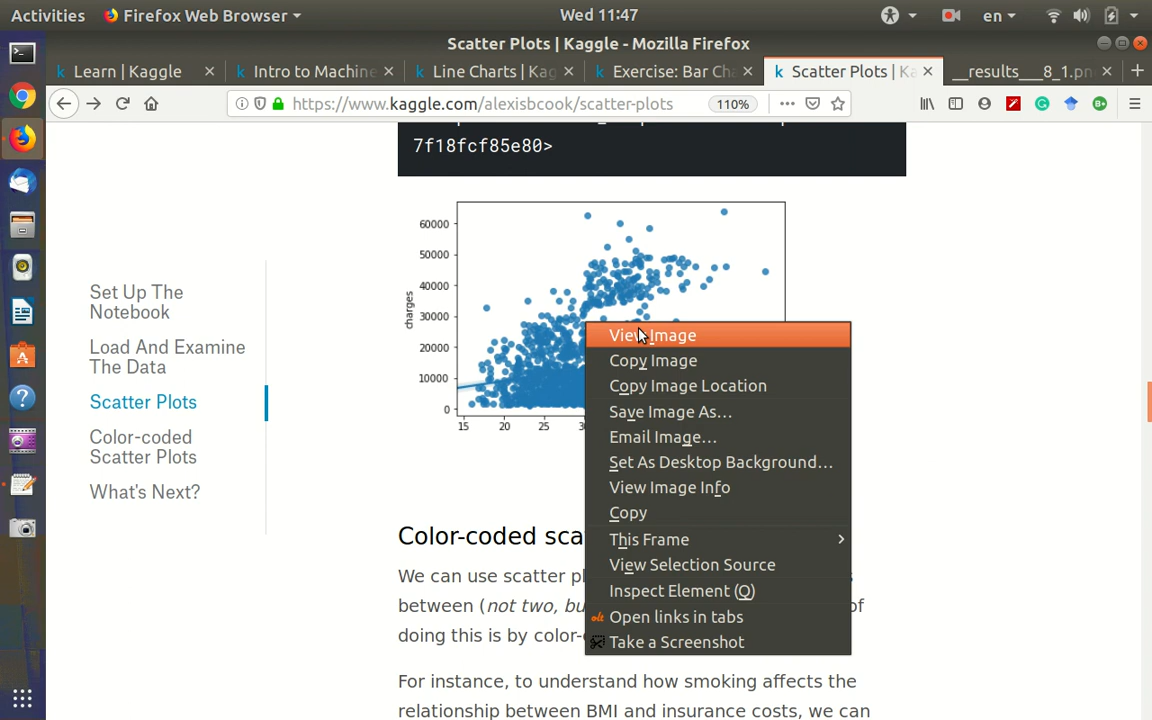 Activities
Firefox Web Browser
Wed 11:47
en
Scatter Plots | Kaggle - Mozilla Firefox
Learn | Kaggle
Intro to Machine
Line Charts | Kag
Exercise: Bar Cha
Scatter Plots | Ka
__results___8_1.pn
https://www.kaggle.com/alexisbcook/scatter-plots
110%
7f18fcf85e80>
Set Up The
Notebook
Load And Examine
The Data
Scatter Plots
Color-coded
Scatter Plots
What's Next?
60000
50000
40000
30000
20000
10000
0
charges
15
20
25
View Image
Copy Image
Copy Image Location
Save Image As...
Email Image...
Set As Desktop Background...
View Image Info
Copy
This Frame
View Selection Source
Inspect Element (Q)
Open links in tabs
Take a Screenshot
Color-coded sca
We can use scatter pl
between (not two, bu
of
doing this is by color-
For instance, to understand how smoking affects the
relationship between BMI and insurance costs, we can